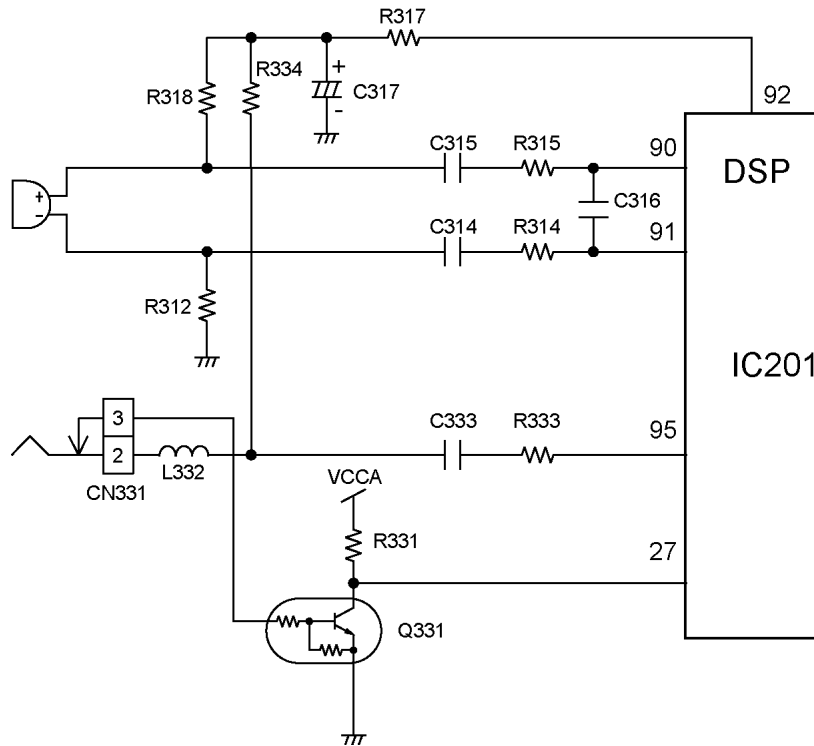 R317
R318
R334
+
C317
-
92
C315
R315
90
DSP
+
-
C316
C314
R314
91
R312
IC201
3
2
L332
CN331
C333
R333
95
VCCA
R331
27
Q331